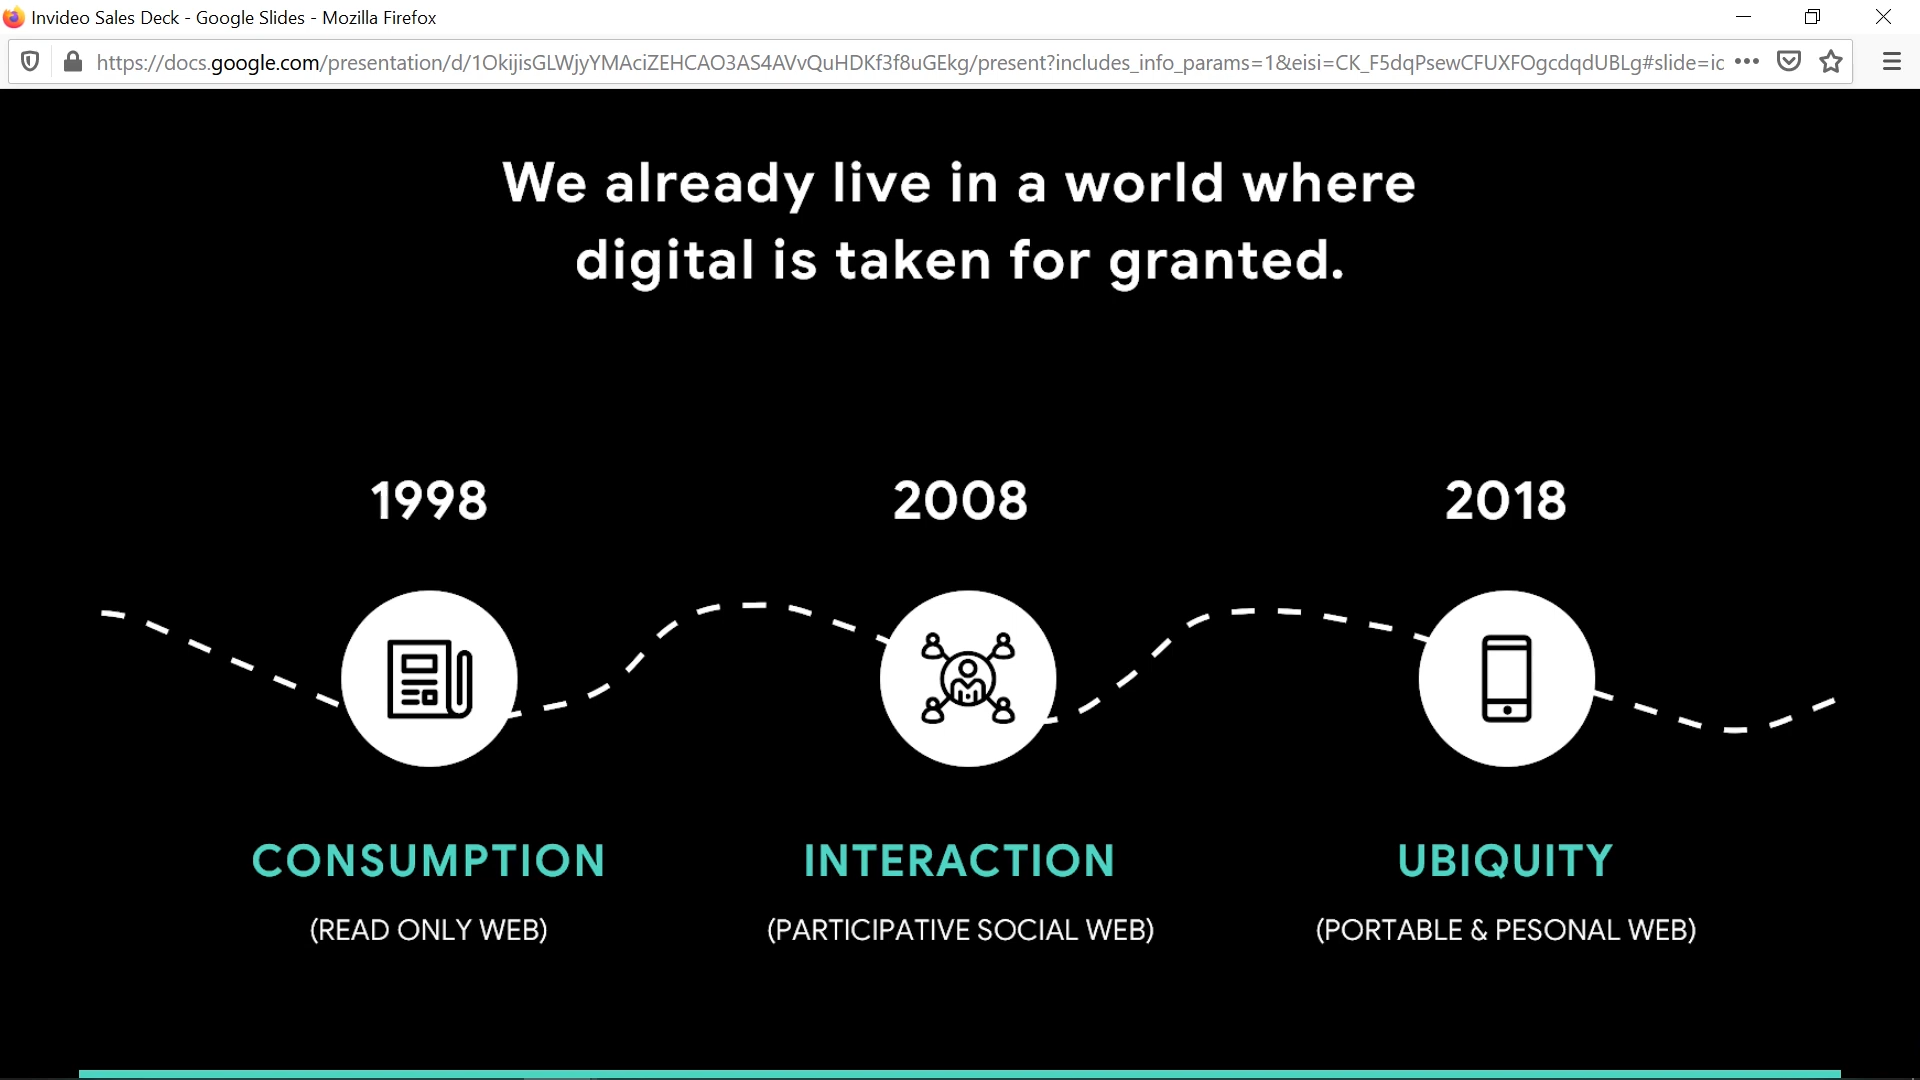 Invideo Sales Deck - Google Slides - Mozilla Firefox
https://docs.google.com/presentation/d/1OkijisGLWjyYMAciZEHCAO3AS4AVvQuHDKf3f8uGEkg/present?includes_info_params=1&eisi=CK_F5dqPsewCFUXFOgcdqdUBLg#slide=ic
We already live in a world where
digital is taken for granted.
1998
2008
2018
CONSUMPTION
INTERACTION
UBIQUITY
(READ ONLY WEB)
(PARTICIPATIVE SOCIAL WEB)
(PORTABLE & PESONAL WEB)